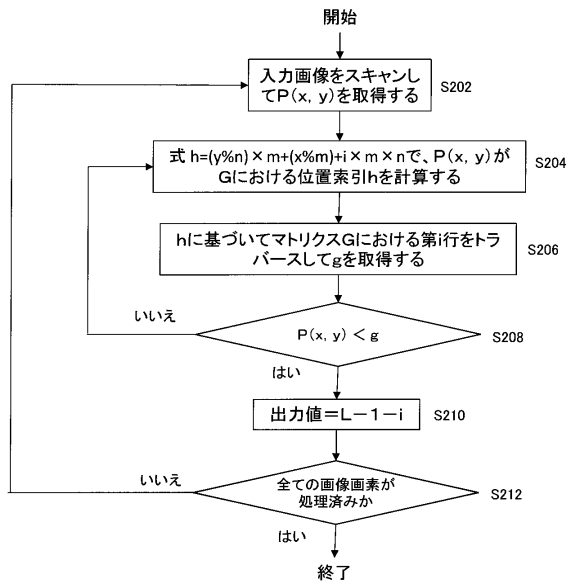 開始
入力画像をスキャンし
てP(x, y)を取得する
S202
式 h=(y%n)×m+(x%m)+i×m×nで、P(x, y)が
Gにおける位置索引hを計算する
S204
hに基づいてマトリクスGにおける第i行をトラ
バースしてgを取得する
S206
いいえ
P(x, y) < g
S208
はい
出力値=L-1-i
S210
いいえ
全ての画像画素が
処理済みか
S212
はい
終了